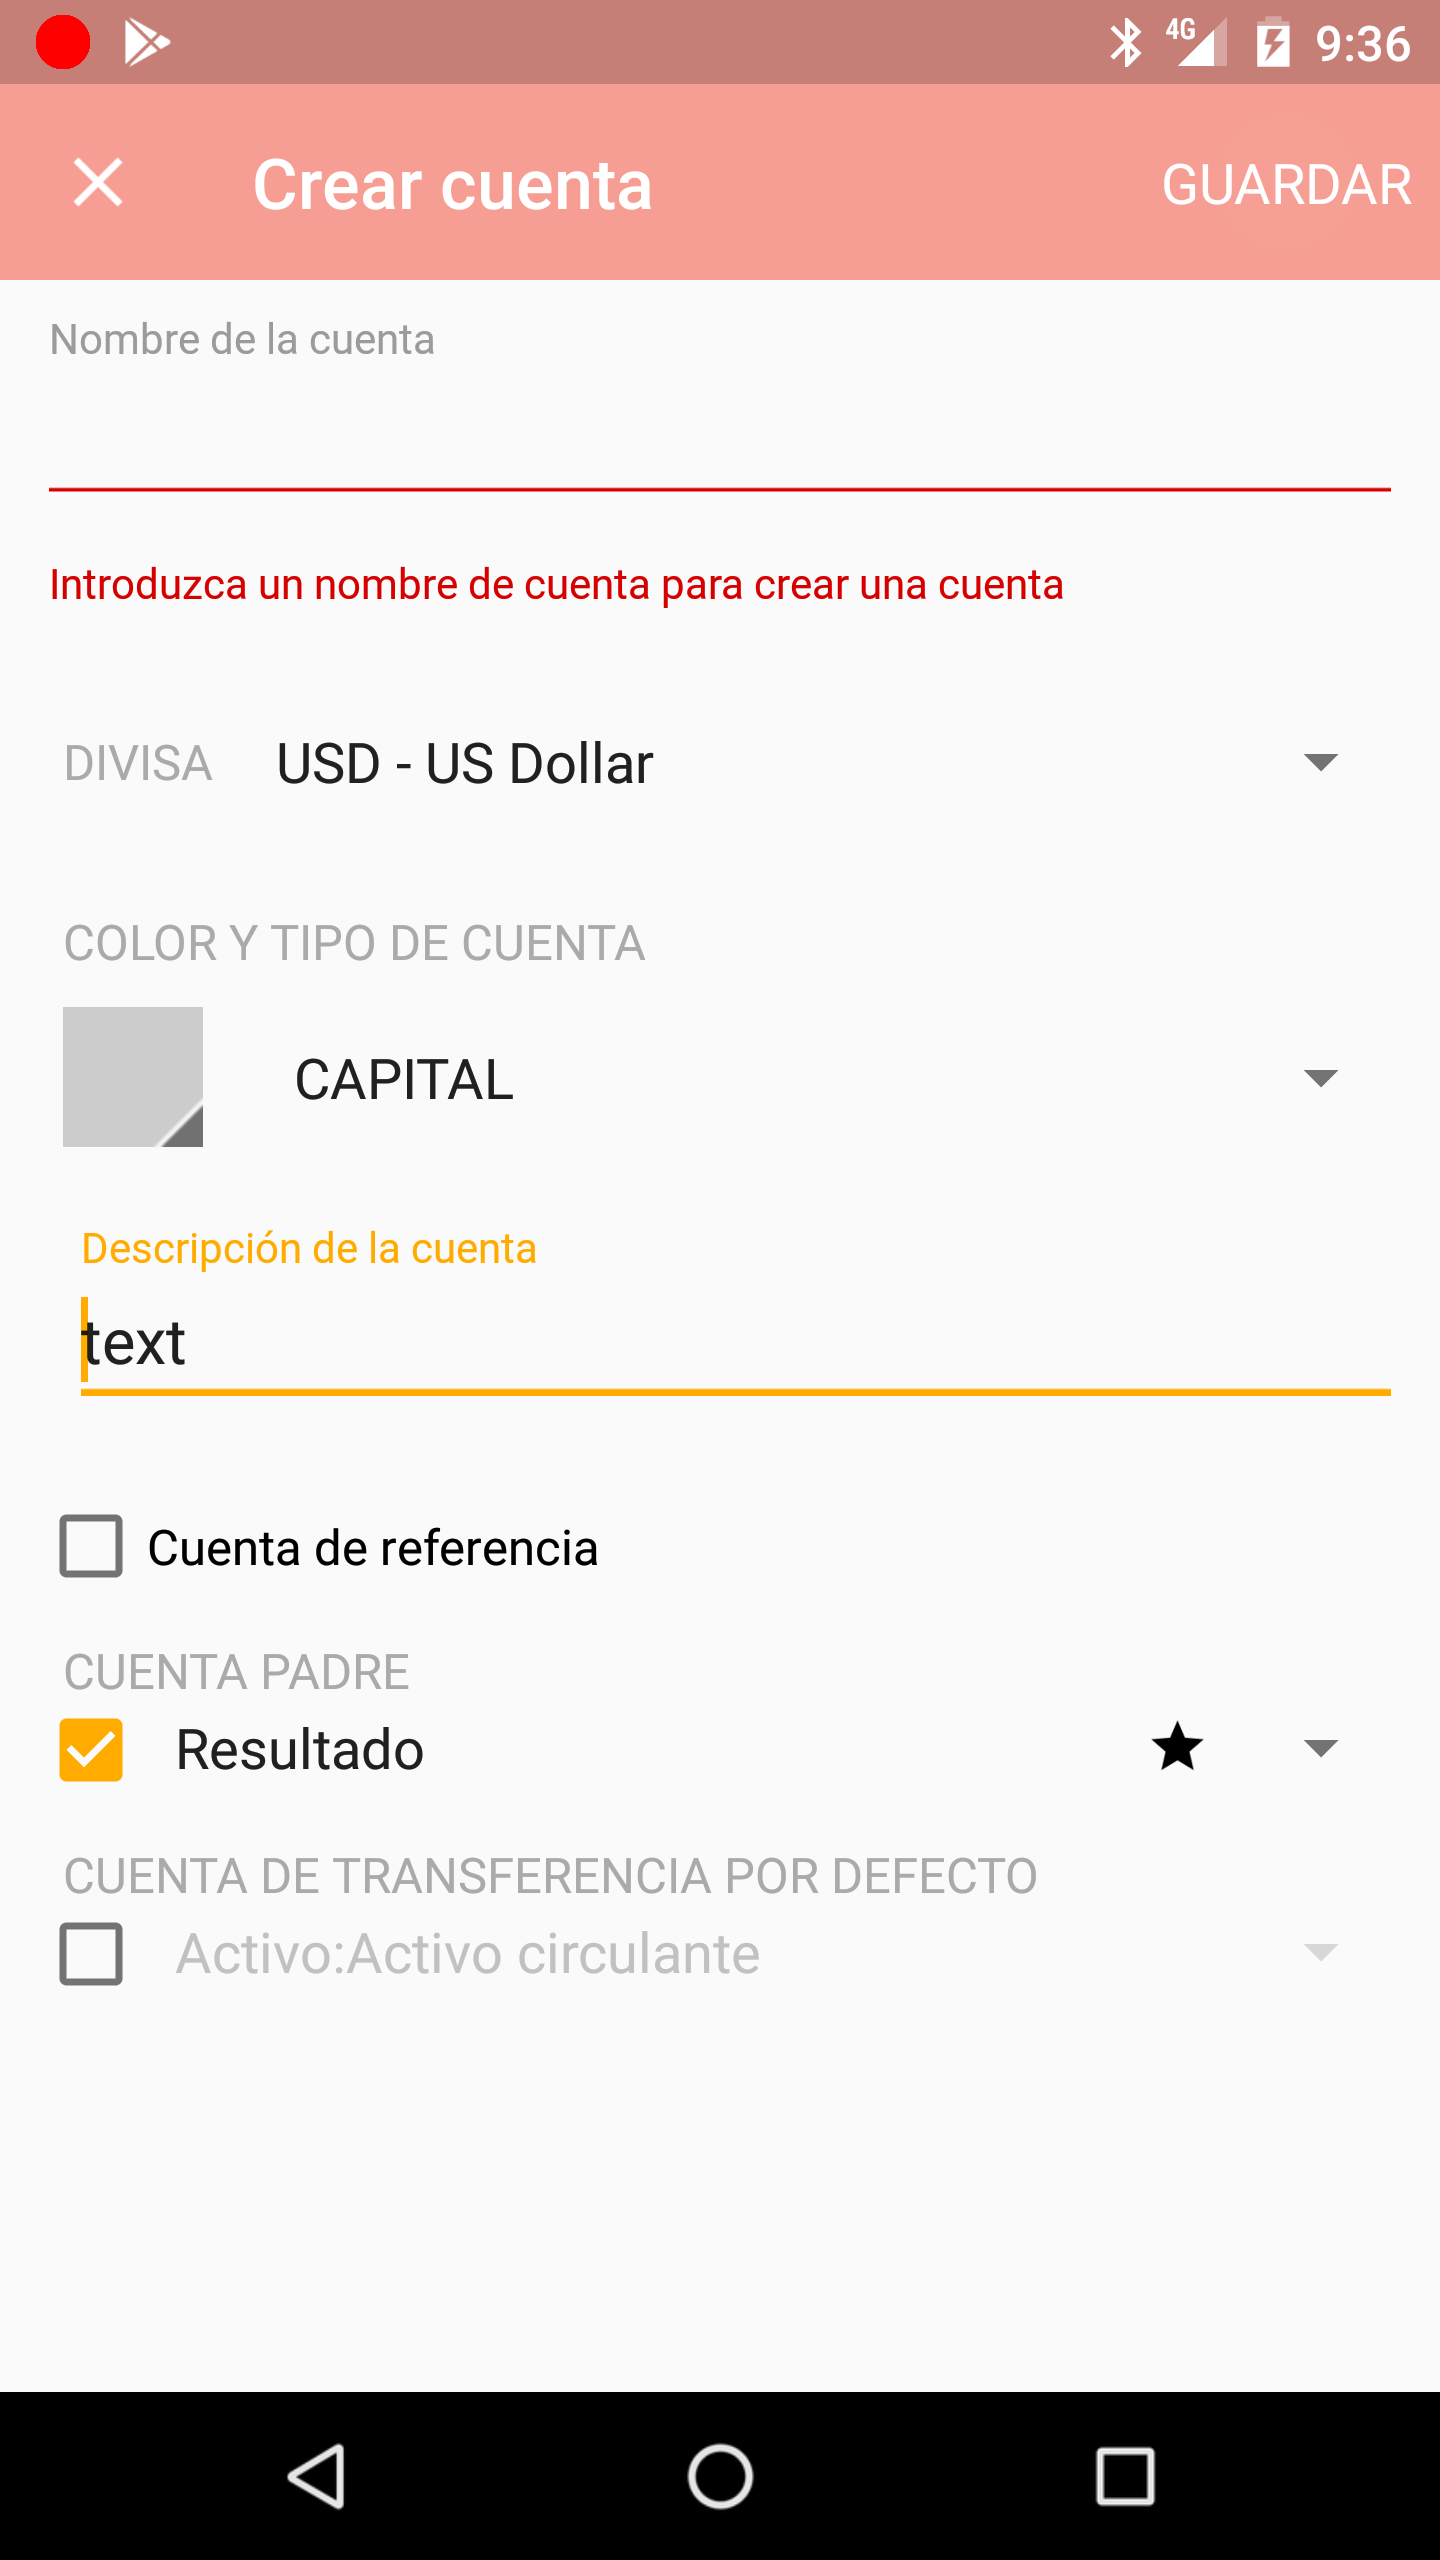 4G 9:36
Crear cuenta GUARDAR
Nombre de la cuenta
Introduzca un nombre de cuenta para crear una cuenta
DIVISA USD - US Dollar
COLOR Y TIPO DE CUENTA
CAPITAL
Descripción de la cuenta
text
Cuenta de referencia
CUENTA PADRE
Resultado
CUENTA DE TRANSFERENCIA POR DEFECTO
Activo:Activo circulante